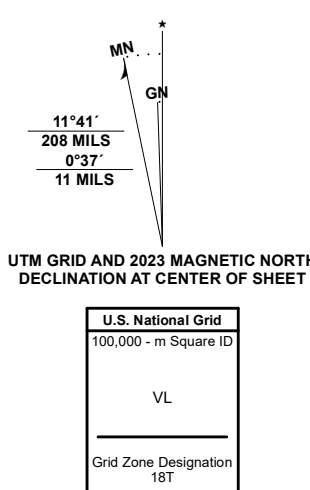 ★
MN
GN
11°41´
208 MILS
0°37´
11 MILS
UTM GRID AND 2023 MAGNETIC NORTH
DECLINATION AT CENTER OF SHEET
U.S. National Grid
100,000 - m Square ID
VL
Grid Zone Designation
18T